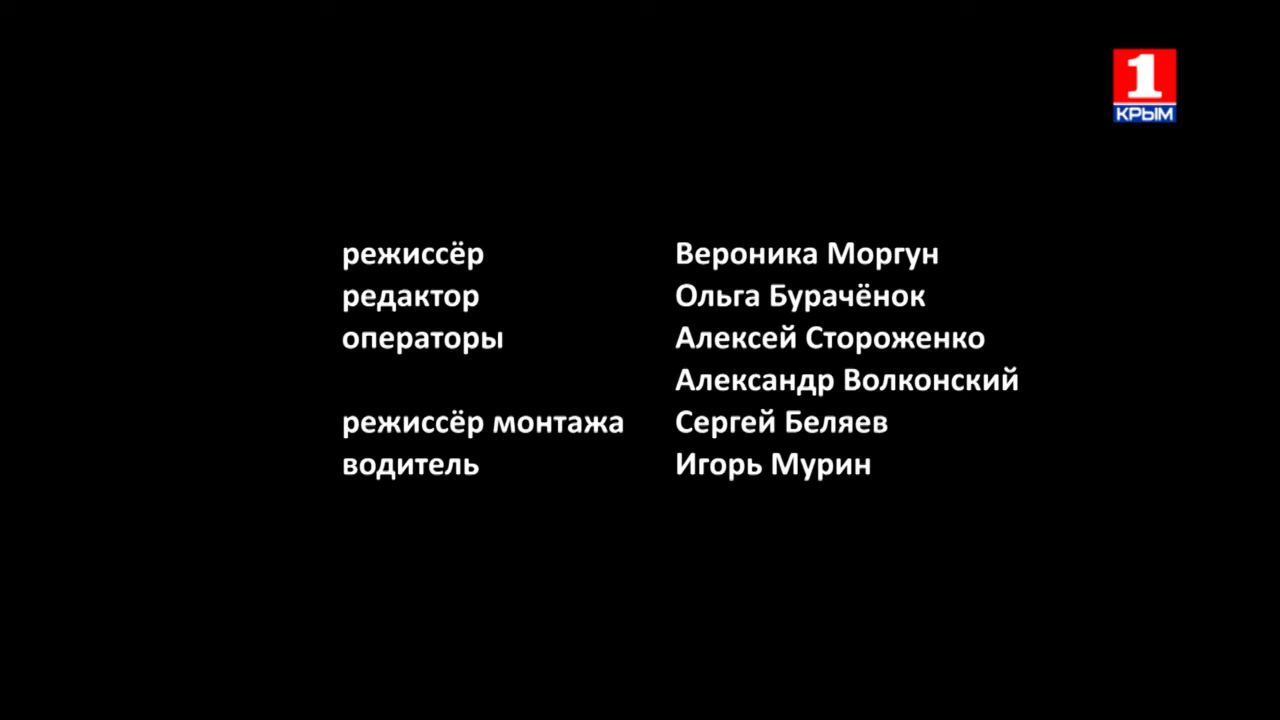 1
КРЫМ
режиссёр Вероника Моргун
редактор Ольга Бурачёнок
операторы Алексей Стороженко
Александр Волконский
режиссёр монтажа Сергей Беляев
водитель Игорь Мурин